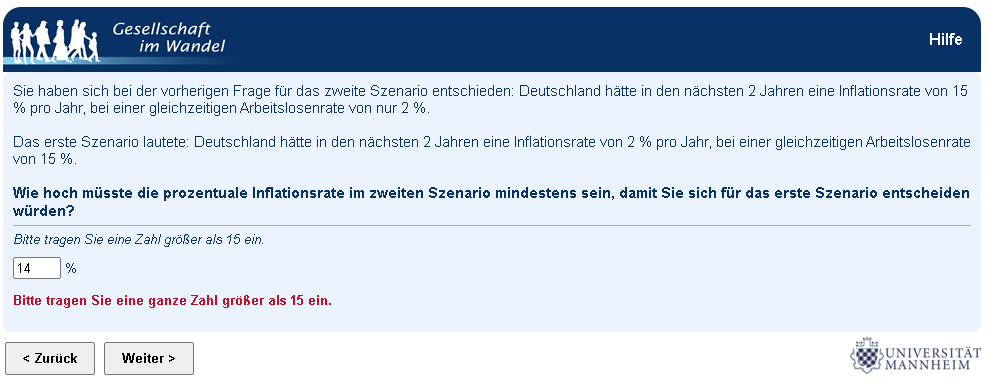 Gesellschaft
im Wandel
Hilfe
Sie haben sich bei der vorherigen Frage für das zweite Szenario entschieden: Deutschland hätte in den nächsten 2 Jahren eine Inflationsrate von 15
% pro Jahr, bei einer gleichzeitigen Arbeitslosenrate von nur 2 %.
Das erste Szenario lautete: Deutschland hätte in den nächsten 2 Jahren eine Inflationsrate von 2 % pro Jahr, bei einer gleichzeitigen Arbeitslosenrate
von 15 %.
Wie hoch müsste die prozentuale Inflationsrate im zweiten Szenario mindestens sein, damit Sie sich für das erste Szenario entscheiden
würden?
Bitte tragen Sie eine Zahl größer als 15 ein.
14 %
Bitte tragen Sie eine ganze Zahl größer als 15 ein.
< Zurück Weiter >
UNIVERSITÄT
MANNHEIM